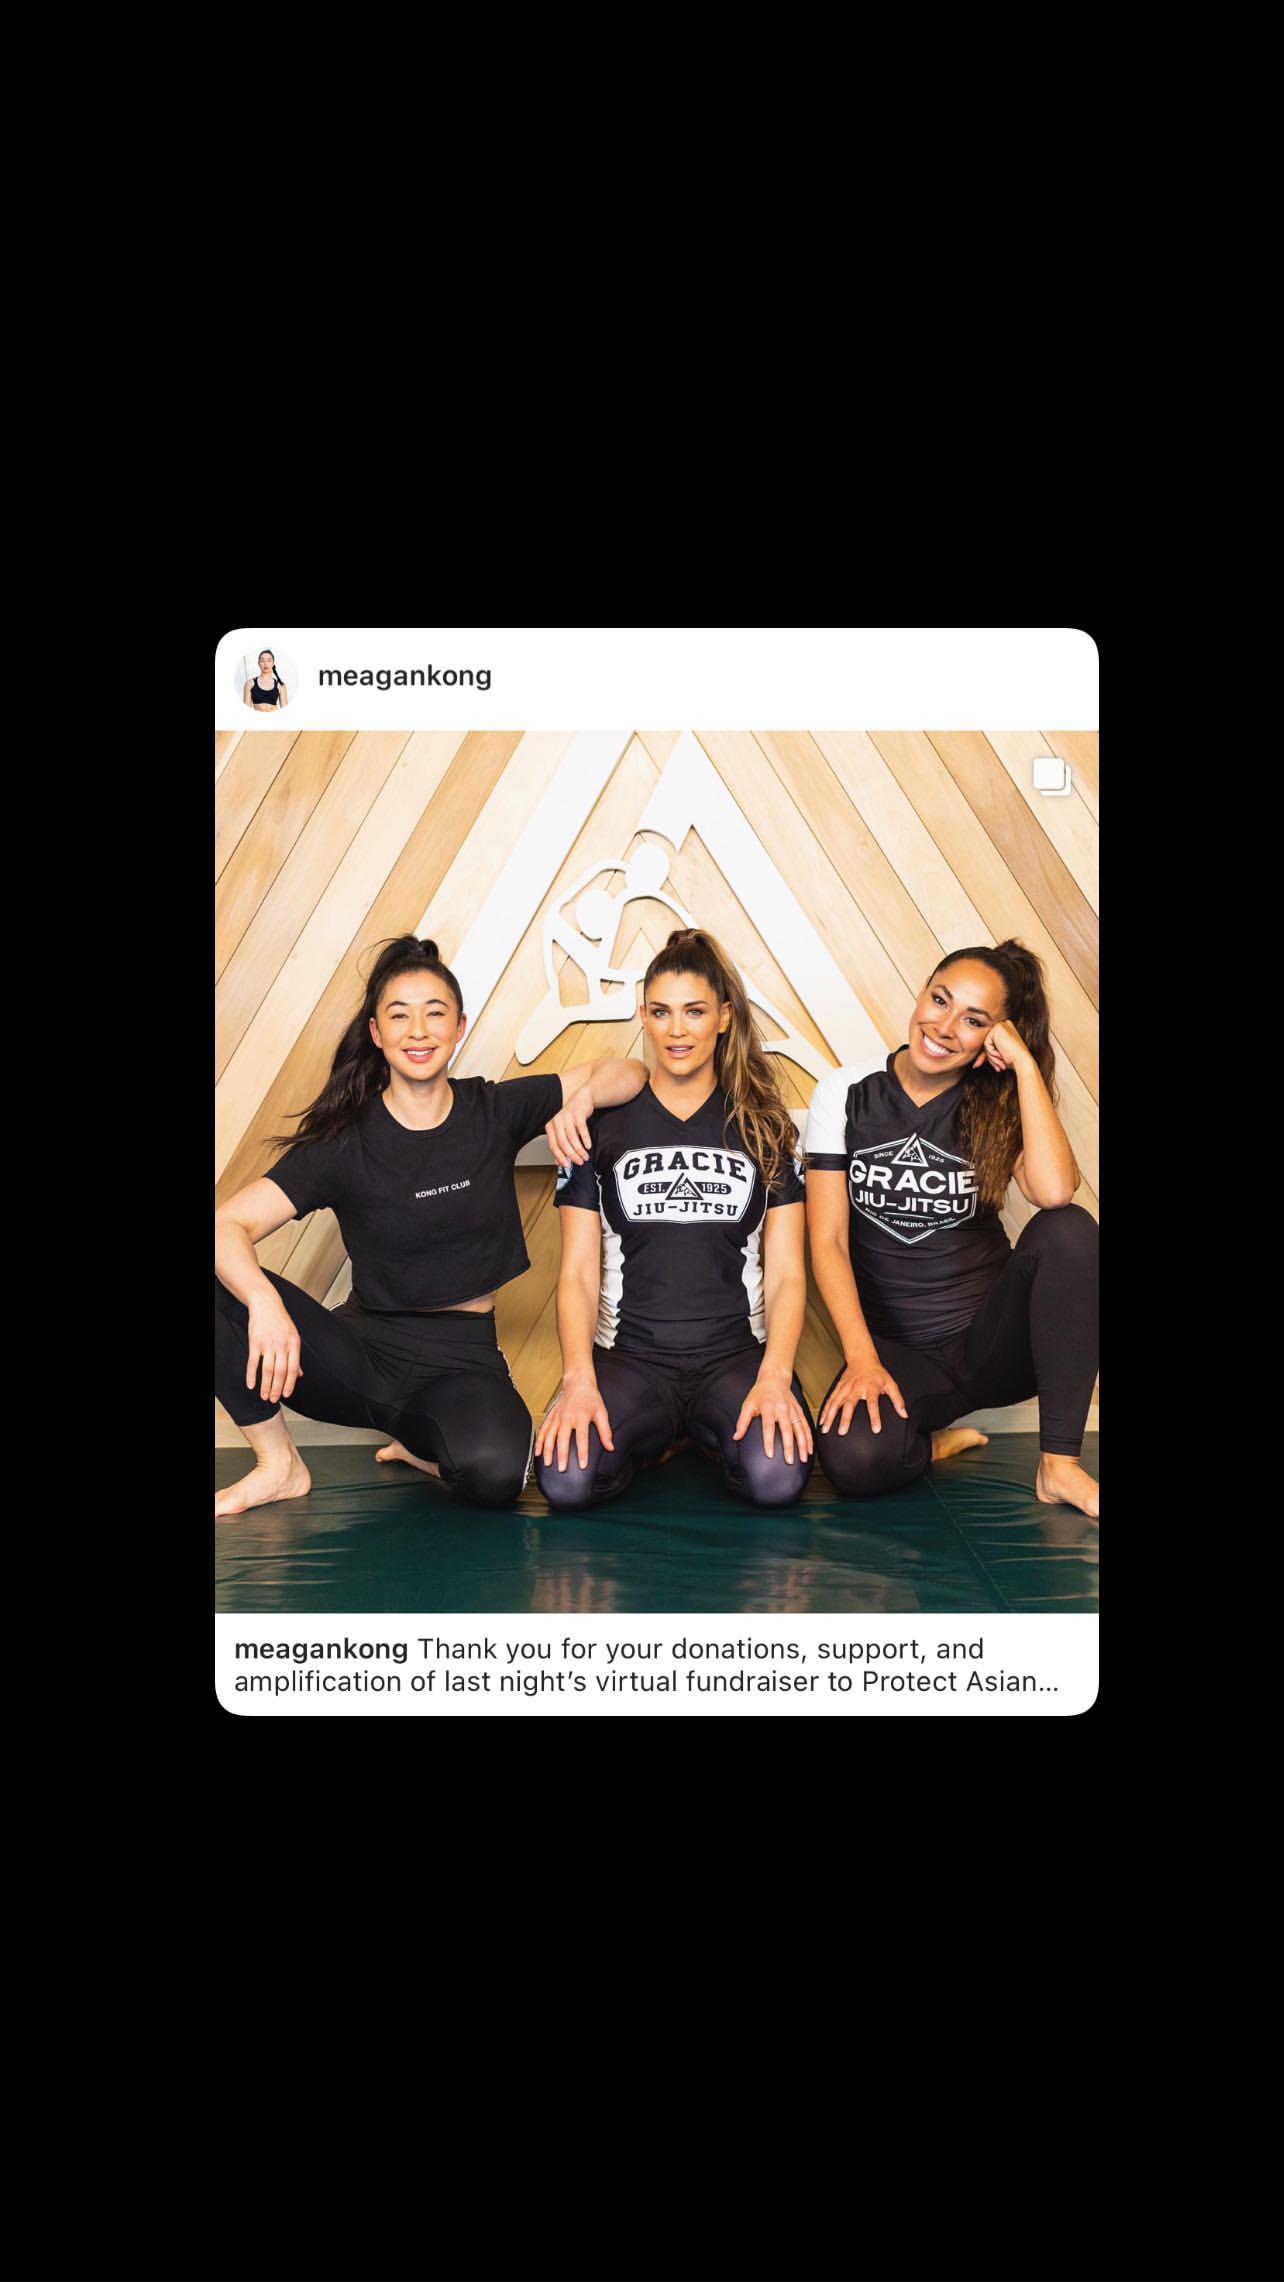 meagankong
KONG FIT CLUB
GRACIE
EST. 1925
JIU-JITSU
SINCE 1925
GRACIE
JIU-JITSU
RIO DE JANEIRO, BRASIL
meagankong Thank you for your donations, support, and
amplification of last night’s virtual fundraiser to Protect Asian...